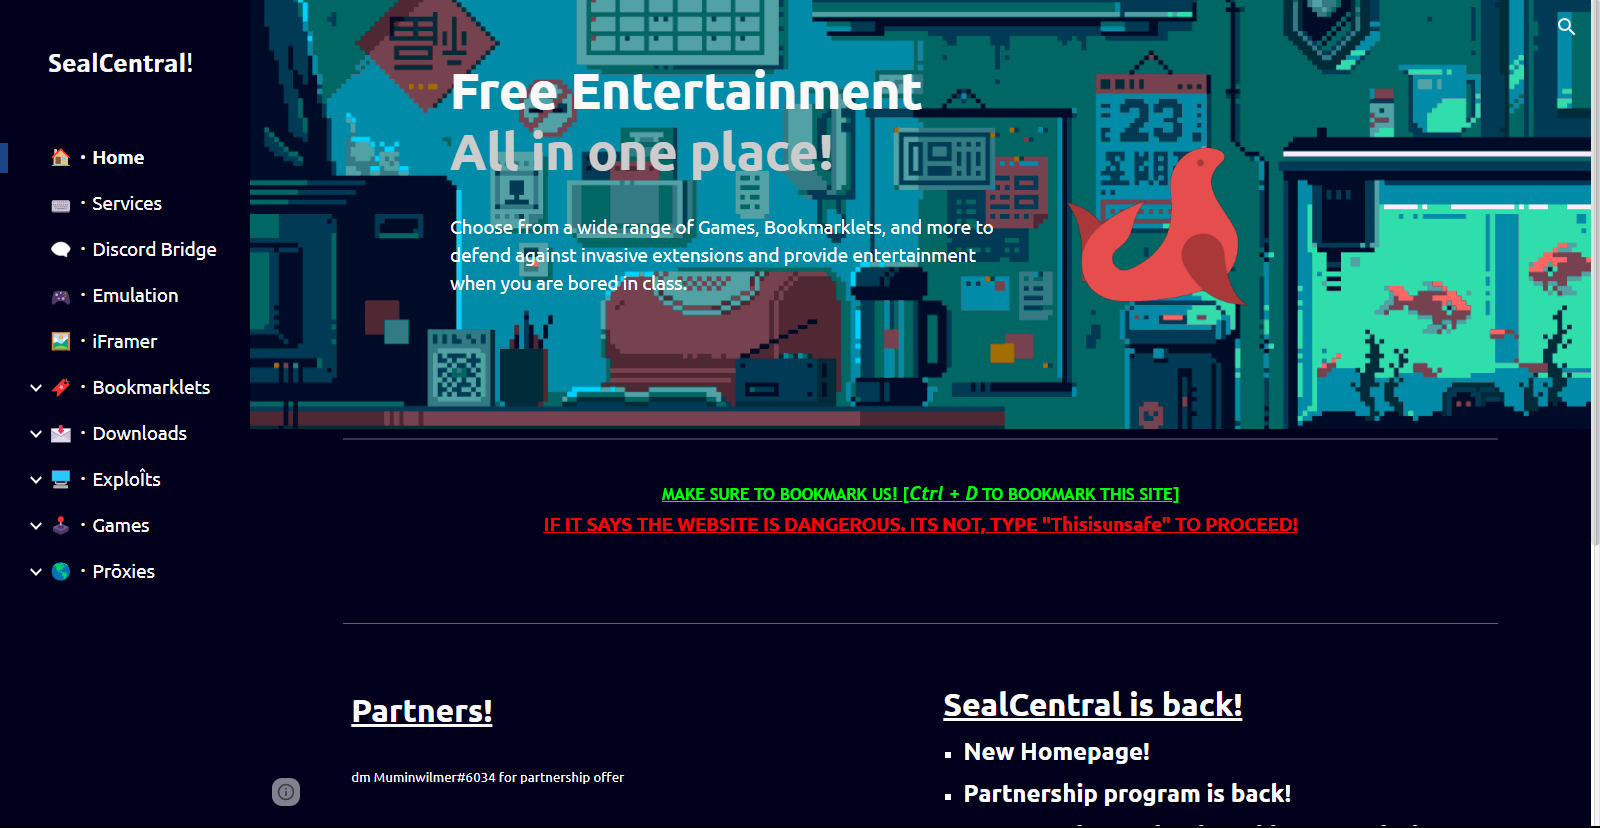 SealCentral!
🏠 · Home
⌨️ · Services
🗨️ · Discord Bridge
🎮 · Emulation
🖼️ · iFramer
🔖 · Bookmarklets
📩 · Downloads
🖥️ · ExploÎts
🕹️ · Games
🌎 · Prōxies
Free Entertainment
All in one place!
Choose from a wide range of Games, Bookmarklets, and more to
defend against invasive extensions and provide entertainment
when you are bored in class.
23
MAKE SURE TO BOOKMARK US! [Ctrl + D TO BOOKMARK THIS SITE]
IF IT SAYS THE WEBSITE IS DANGEROUS. ITS NOT, TYPE "Thisisunsafe" TO PROCEED!
Partners!
dm Muminwilmer#6034 for partnership offer
SealCentral is back!
▪ New Homepage!
▪ Partnership program is back!